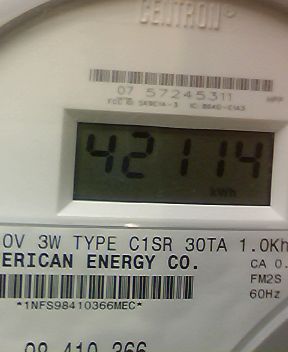 CENTRON®
07 57245311
42114
kWh
0V 3W TYPE C1SR 30TA 1.0Kh
ERICAN ENERGY CO.
CA 0.
FM2S
60Hz
*1NFS98410366MEC*
98 410 366